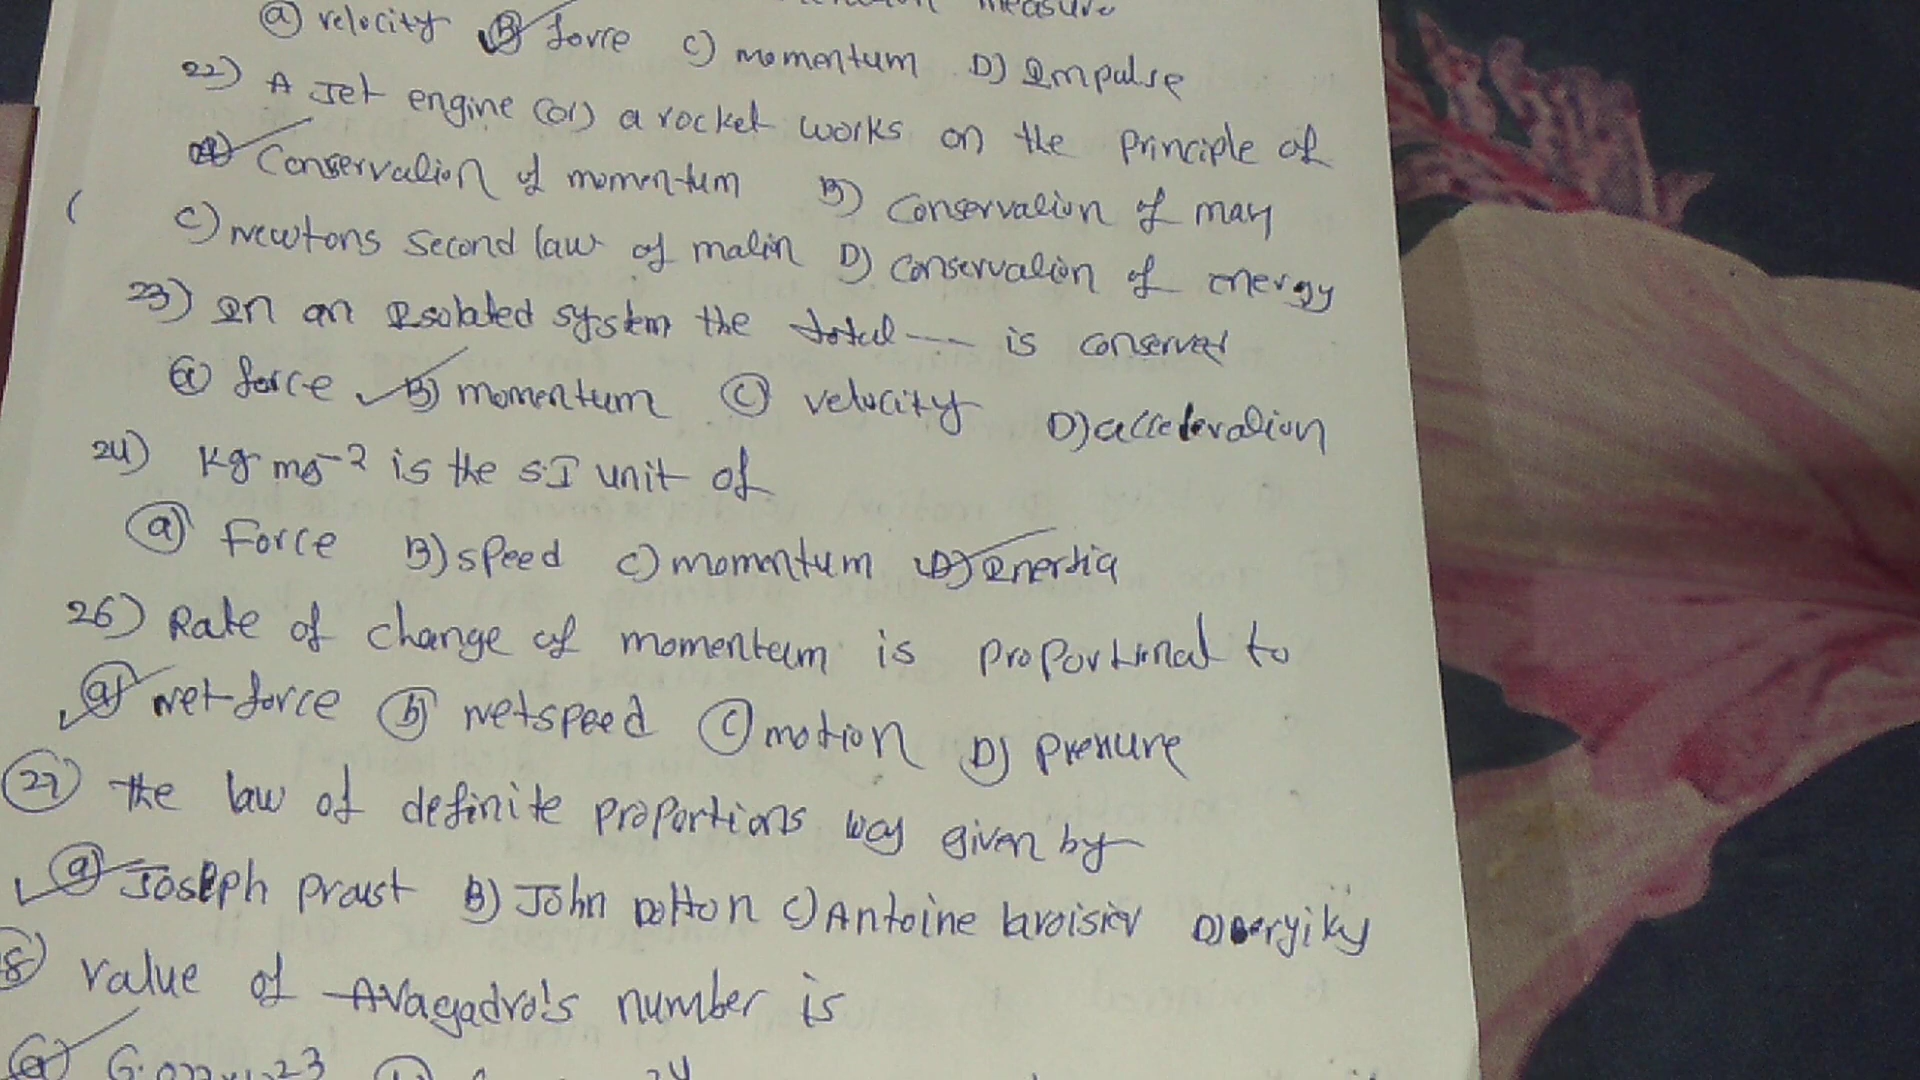 measure
a) velocity B) force C) momentum D) Impulse
22) A Jet engine (or) a rocket works on the principle of
a) Conservation of momentum B) Conservation of mass
C) Newtons Second law of D) Conservation of energy
23) In an Isolated system the total --- is conserved
a) force B) momentum C) velocity D) acceleration
24) Kg ms-2 is the S.I unit of
a) Force B) speed C) momentum D) Inertia
26) Rate of change of momentum is proportional to
a) net force b) netspeed C) motion D) pressure
27) the law of definite proportions was given by
a) Joseph Proust B) John Dolton C) Antoine D)
8) Value of Avagadro's number is
a)